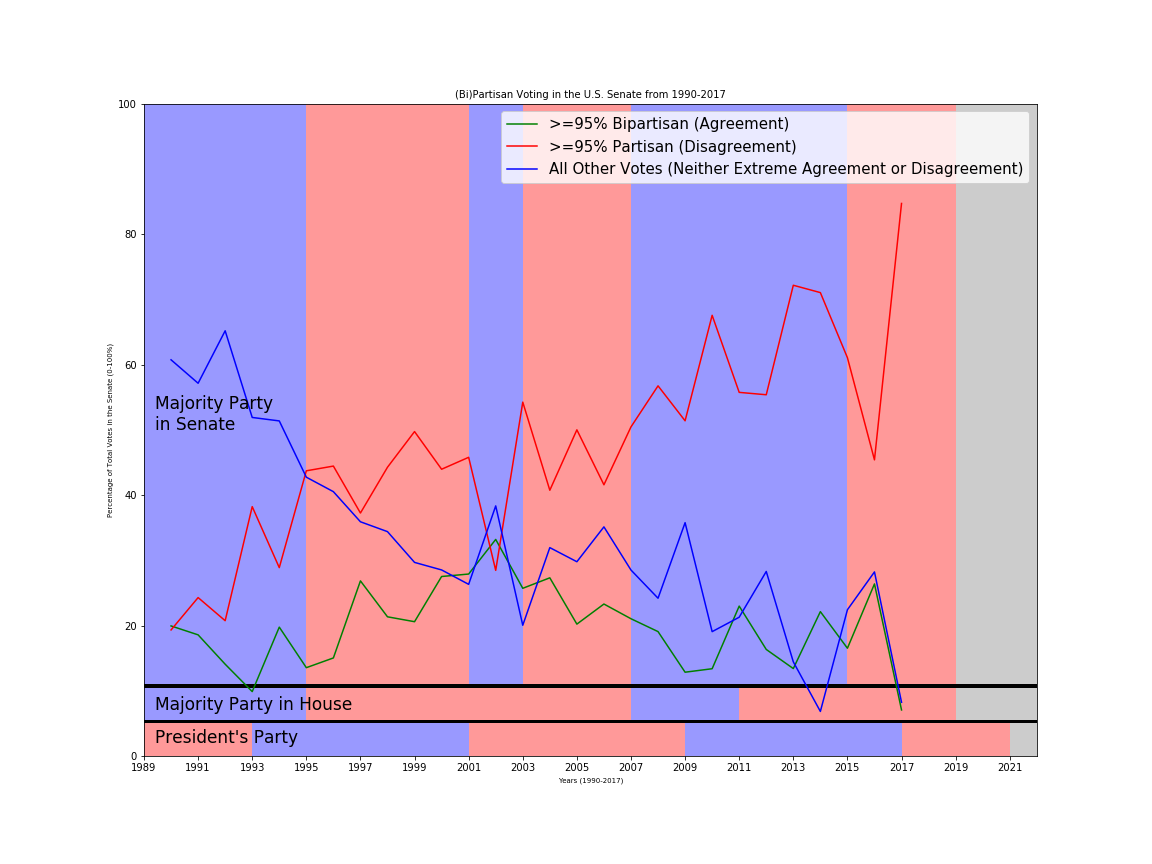 (Bi)Partisan Voting in the U.S. Senate from 1990-2017
100
>=95% Bipartisan (Agreement)
>=95% Partisan (Disagreement)
All Other Votes (Neither Extreme Agreement or Disagreement)
80
60
Percentage of Total Votes in the Senate (0-100%)
Majority Party
in Senate
40
20
Majority Party in House
President's Party
0
1989 1991 1993 1995 1997 1999 2001 2003 2005 2007 2009 2011 2013 2015 2017 2019 2021
Years (1990-2017)